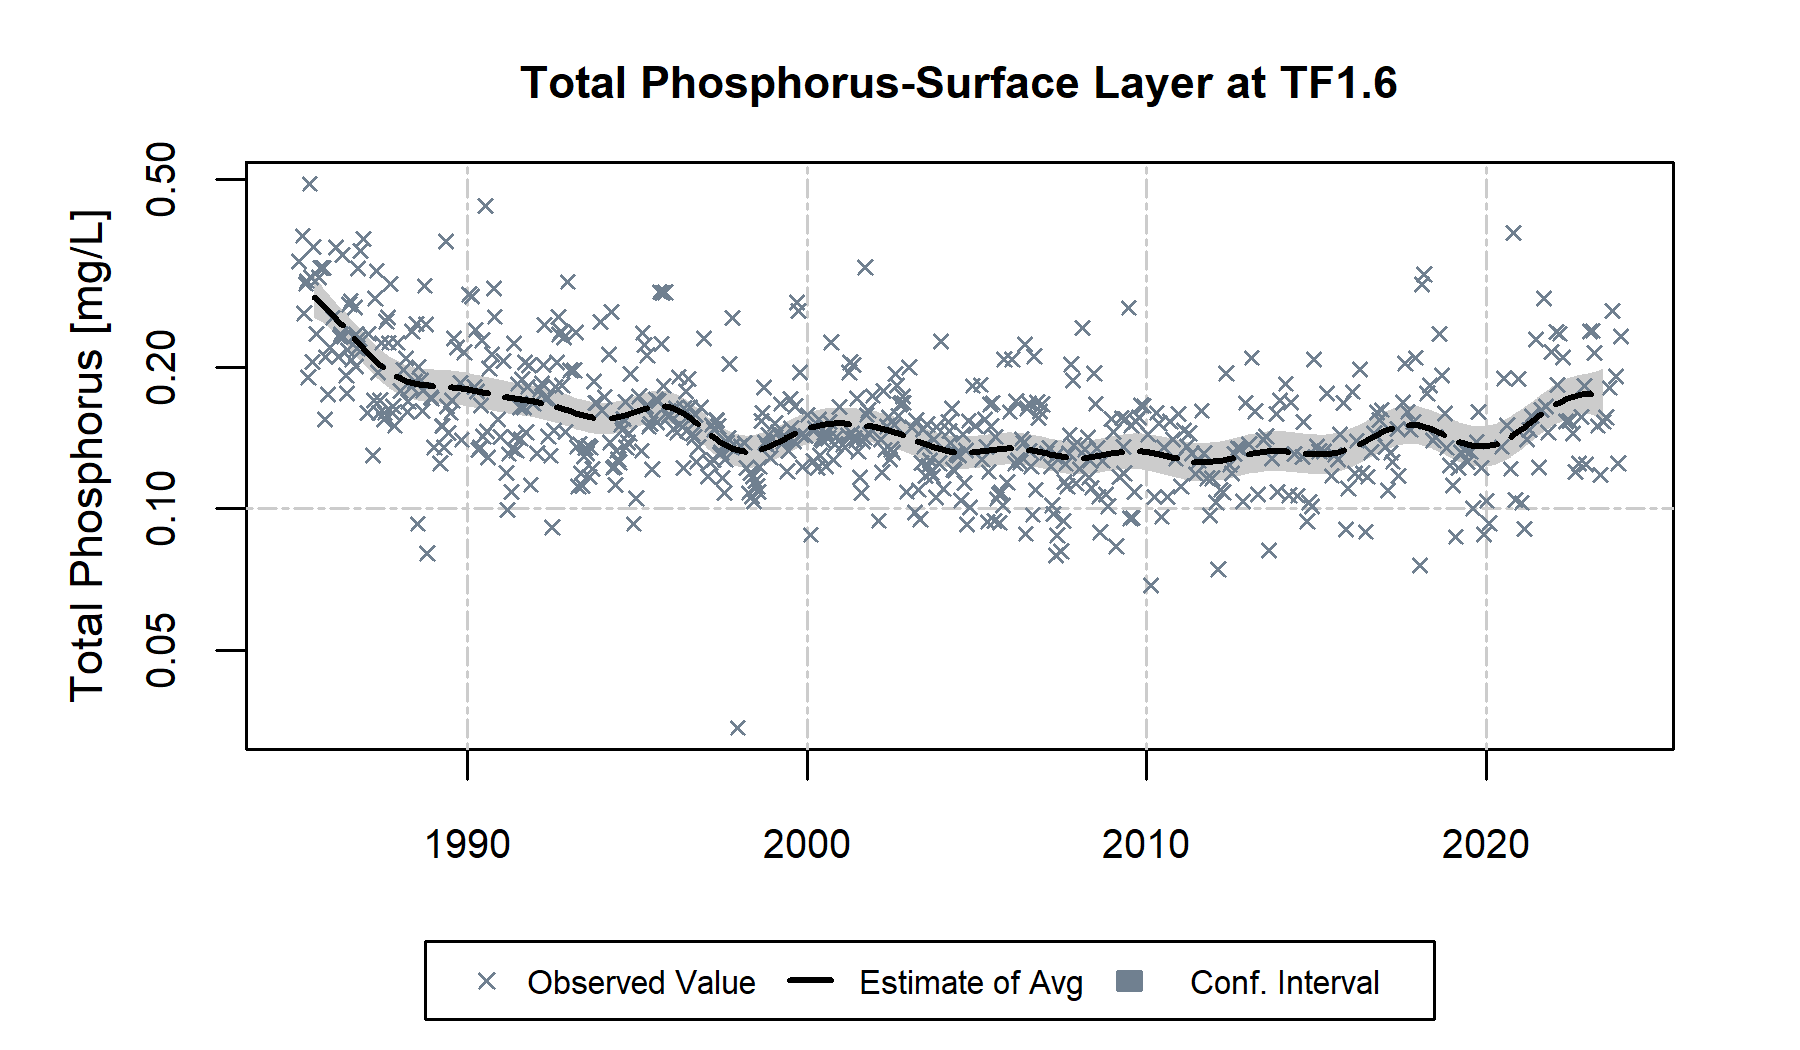 Total Phosphorus-Surface Layer at TF1.6
Total Phosphorus [mg/L]
0.50
0.20
0.10
0.05
1990 2000 2010 2020
Observed Value Estimate of Avg Conf. Interval